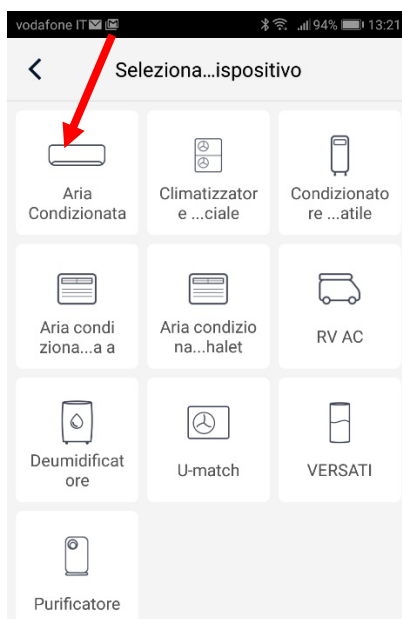 vodafone IT 94% 13:21
Seleziona...ispositivo
Aria
Condizionata
Climatizzator
e ...ciale
Condizionato
re ...atile
Aria condi
ziona...a a
Aria condizio
na...halet
RV AC
Deumidificat
ore
U-match
VERSATI
Purificatore